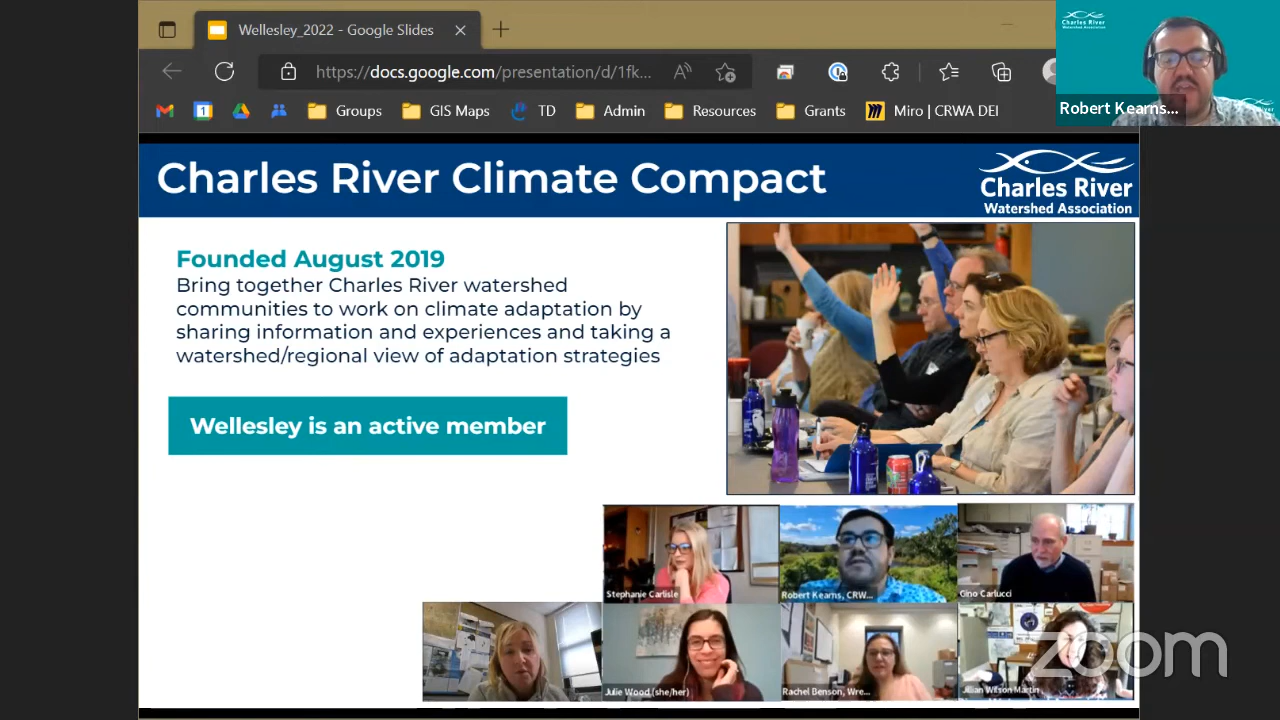 Wellesley_2022 - Google Slides
https://docs.google.com/presentation/d/1fk...
Groups
GIS Maps
TD
Admin
Resources
Grants
Miro | CRWA DEI
Charles River
Watershed Association
Robert Kearns...
Charles River Climate Compact
Charles River
Watershed Association
Founded August 2019
Bring together Charles River watershed
communities to work on climate adaptation by
sharing information and experiences and taking a
watershed/regional view of adaptation strategies
Wellesley is an active member
Stephanie Carlisle
Robert Kearns, CRW...
Gino Carlucci
Julie Wood (she/her)
Rachel Benson, Wre...
Jillian Wilson Martin
zoom